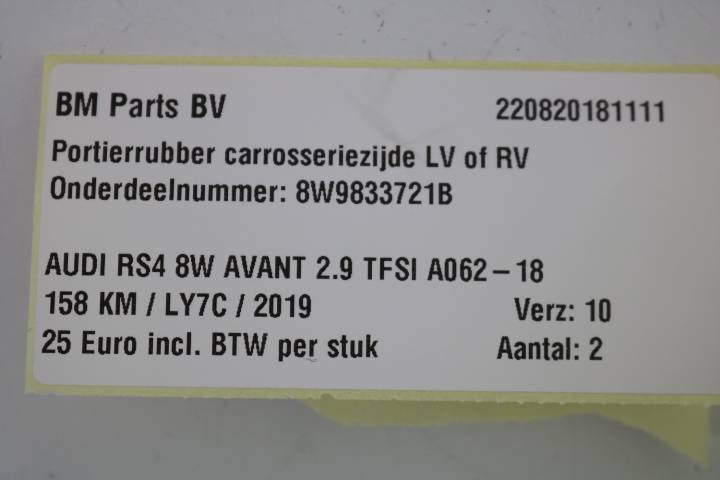 BM Parts BV 220820181111
Portierrubber carrosseriezijde LV of RV
Onderdeelnummer: 8W9833721B
AUDI RS4 8W AVANT 2.9 TFSI A062-18
158 KM / LY7C / 2019 Verz: 10
25 Euro incl. BTW per stuk Aantal: 2